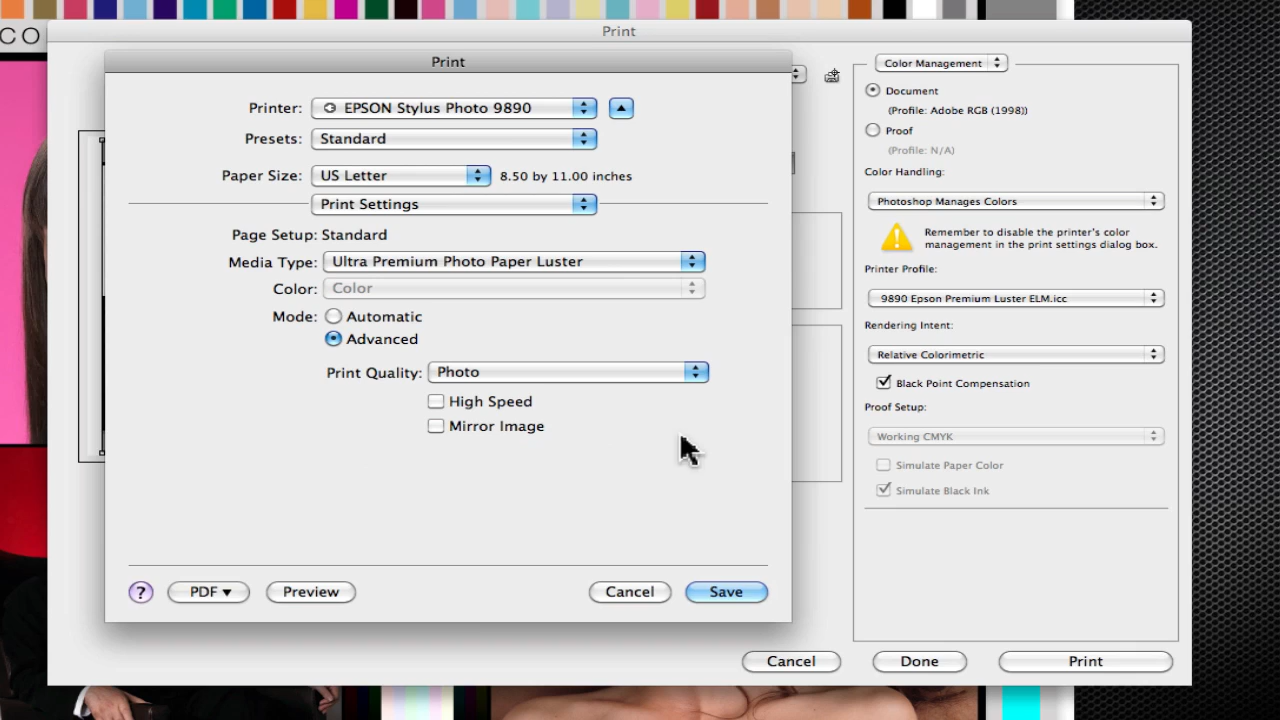 CO
Print
Print
Printer: EPSON Stylus Photo 9890
Presets: Standard
Paper Size: US Letter 8.50 by 11.00 inches
Print Settings
Page Setup: Standard
Media Type: Ultra Premium Photo Paper Luster
Color: Color
Mode: Automatic
Advanced
Print Quality: Photo
High Speed
Mirror Image
? PDF ▼ Preview Cancel Save
Color Management
Document
(Profile: Adobe RGB (1998))
Proof
(Profile: N/A)
Color Handling:
Photoshop Manages Colors
Remember to disable the printer's color
management in the print settings dialog box.
Printer Profile:
9890 Epson Premium Luster ELM.icc
Rendering Intent:
Relative Colorimetric
Black Point Compensation
Proof Setup:
Working CMYK
Simulate Paper Color
Simulate Black Ink
Cancel Done Print